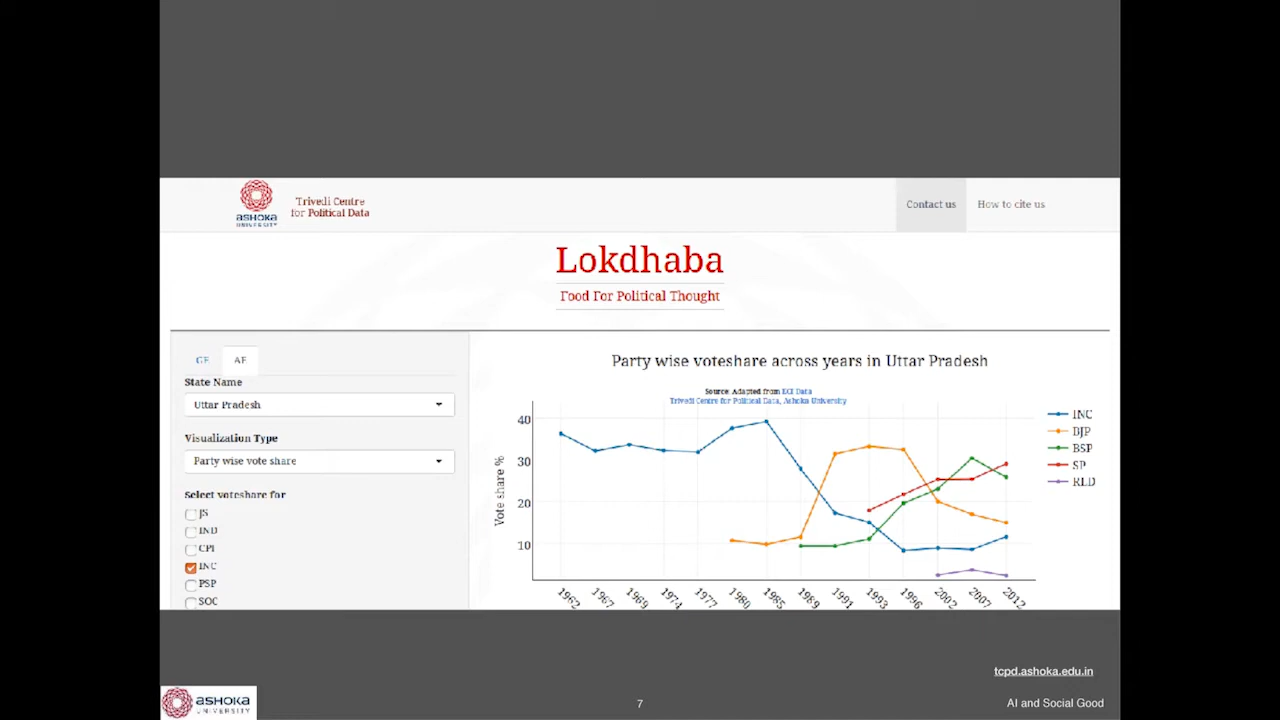 ASHOKA
UNIVERSITY
Trivedi Centre
for Political Data
Contact us
How to cite us
Lokdhaba
Food For Political Thought
GE
AE
State Name
Uttar Pradesh
Visualization Type
Party wise vote share
Select voteshare for
JS
IND
CPI
INC
PSP
SOC
Party wise voteshare across years in Uttar Pradesh
Source: Adapted from ECI Data
Trivedi Centre for Political Data, Ashoka University
Vote share %
40
30
20
10
1962
1967
1969
1974
1977
1980
1985
1989
1991
1993
1996
2002
2007
2012
INC
BJP
BSP
SP
RLD
tcpd.ashoka.edu.in
ASHOKA
UNIVERSITY
7
AI and Social Good